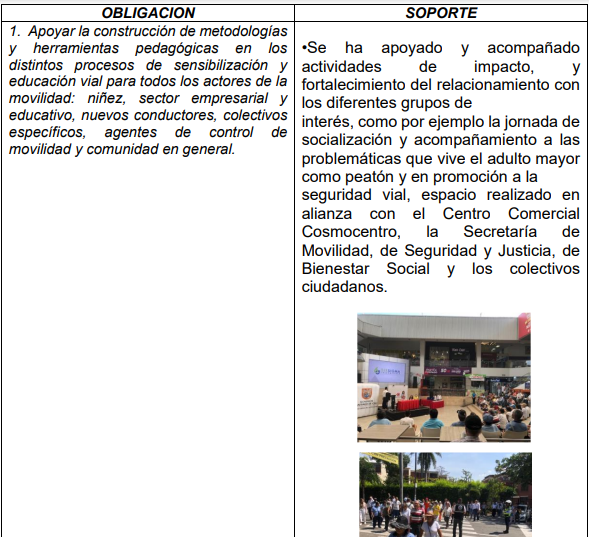 OBLIGACION
SOPORTE
1. Apoyar la construcción de metodologías
y herramientas pedagógicas en los
distintos procesos de sensibilización y
educación vial para todos los actores de la
movilidad: niñez, sector empresarial y
educativo, nuevos conductores, colectivos
específicos, agentes de control de
movilidad y comunidad en general.
•Se ha apoyado y acompañado
actividades de impacto, y
fortalecimiento del relacionamiento con
los diferentes grupos de
interés, como por ejemplo la jornada de
socialización y acompañamiento a las
problemáticas que vive el adulto mayor
como peatón y en promoción a la
seguridad vial, espacio realizado en
alianza con el Centro Comercial
Cosmocentro, la Secretaría de
Movilidad, de Seguridad y Justicia, de
Bienestar Social y los colectivos
ciudadanos.